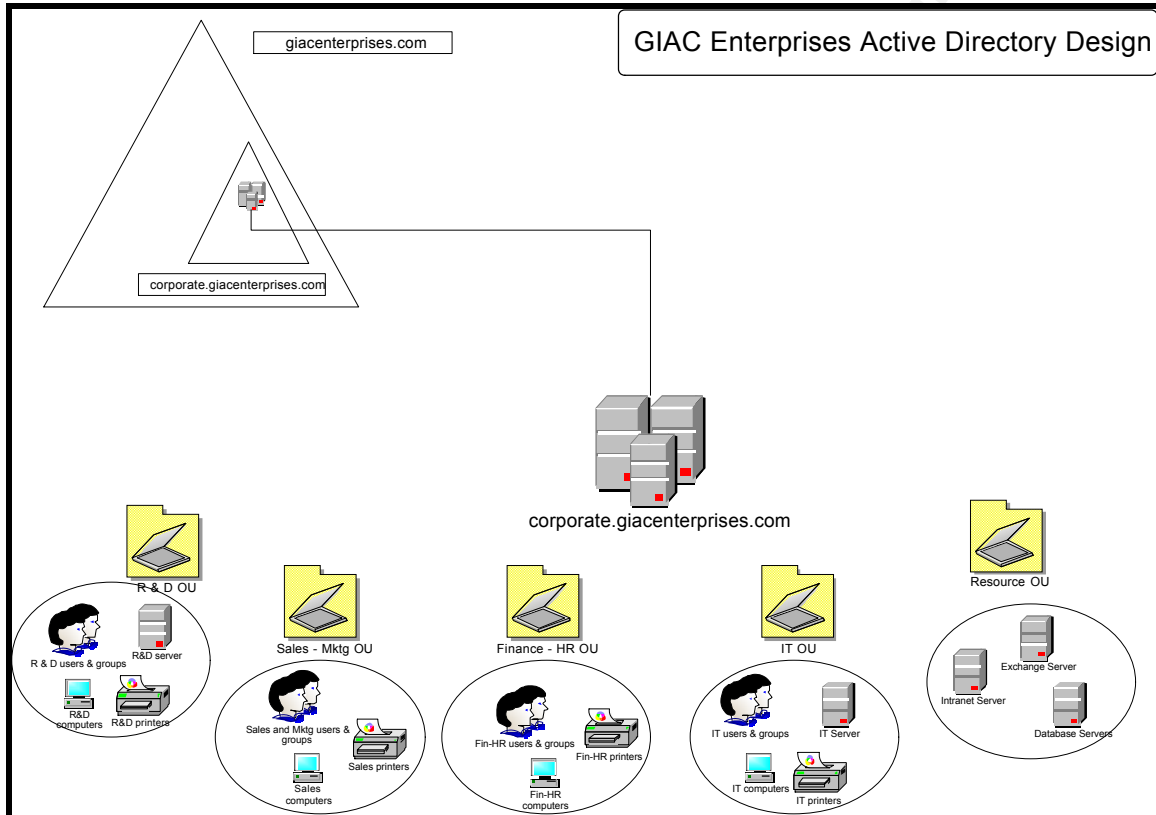 giacenterprises.com
GIAC Enterprises Active Directory Design
corporate.giacenterprises.com
corporate.giacenterprises.com
R & D OU
R & D users & groups
R&D server
R&D
computers
R&D printers
Sales - Mktg OU
Sales and Mktg users &
groups
Sales printers
Sales
computers
Finance - HR OU
Fin-HR users & groups
Fin-HR printers
Fin-HR
computers
IT OU
IT users & groups
IT Server
IT computers
IT printers
Resource OU
Exchange Server
Intranet Server
Database Servers